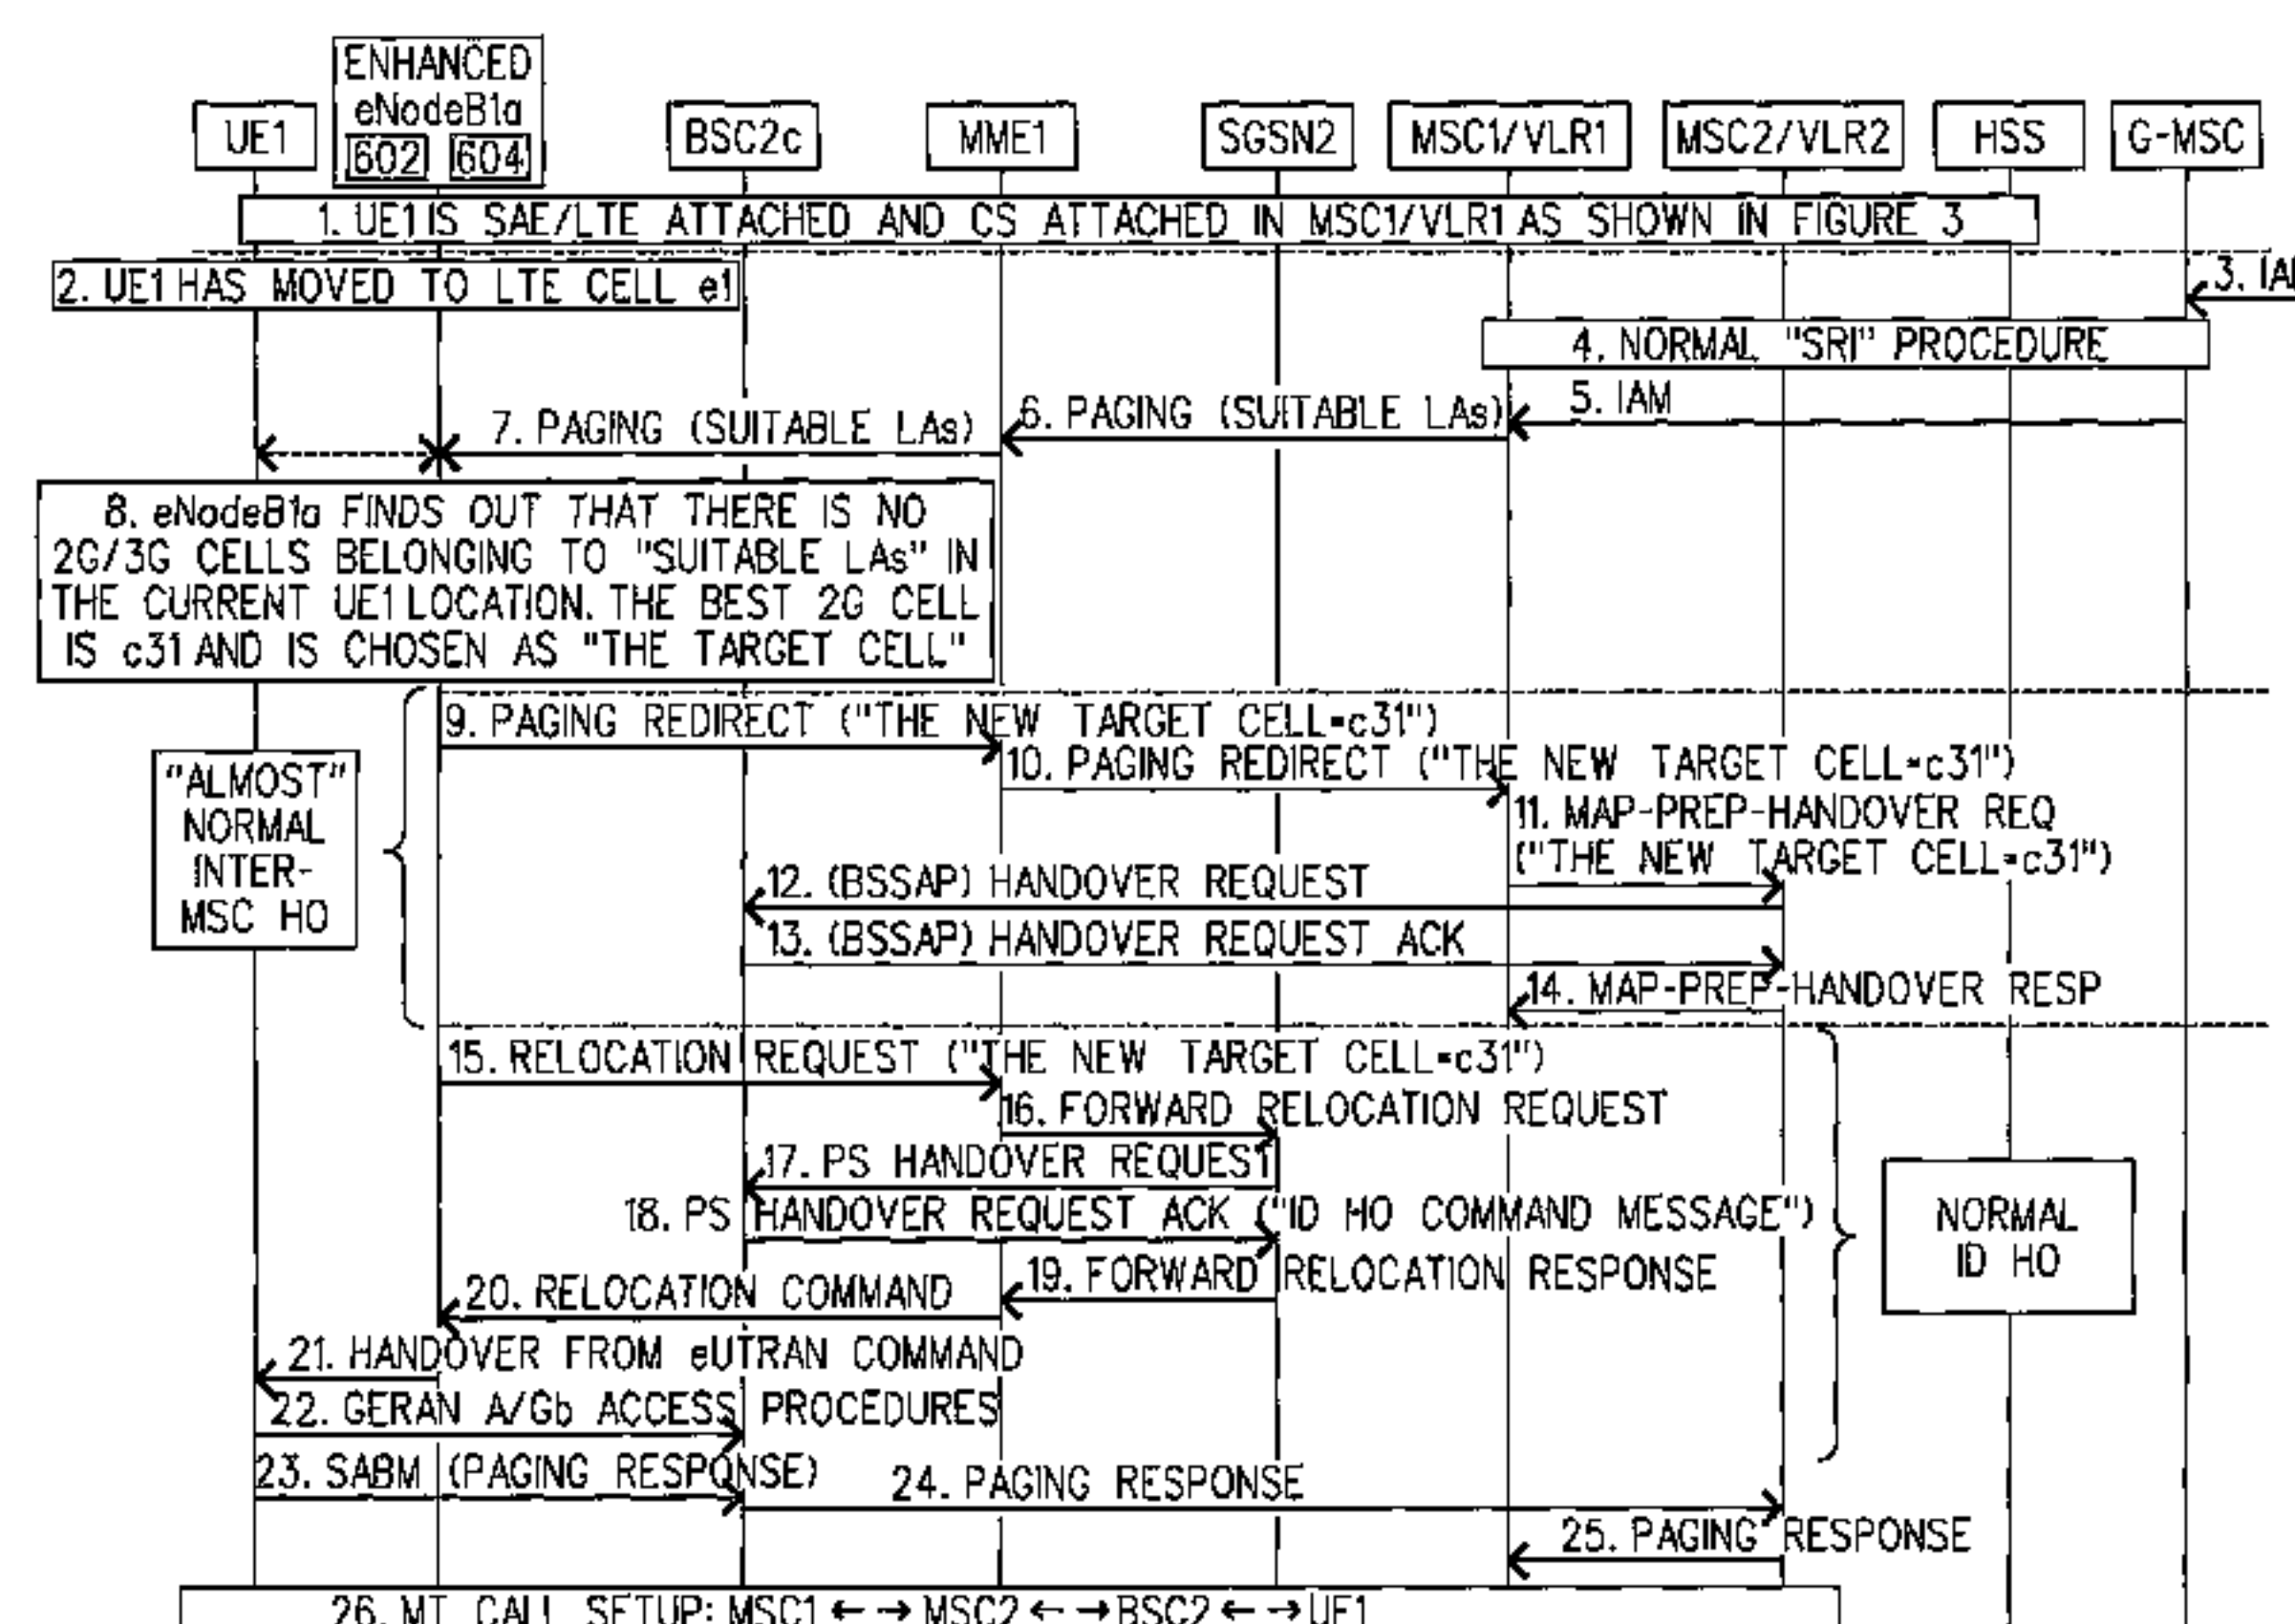 ENHANCED
eNodeB1a
602 604
UE1
BSC2c
MME1
SGSN2
MSC1/VLR1
MSC2/VLR2
HSS
G-MSC
1. UE1 IS SAE/LTE ATTACHED AND CS ATTACHED IN MSC1/VLR1 AS SHOWN IN FIGURE 3
2. UE1 HAS MOVED TO LTE CELL e1
3.
4. NORMAL "SRI" PROCEDURE
5. IAM
6. PAGING (SUITABLE LAs)
7. PAGING (SUITABLE LAs)
8. eNodeB1a FINDS OUT THAT THERE IS NO
2G/3G CELLS BELONGING TO "SUITABLE LAs" IN
THE CURRENT UE1 LOCATION. THE BEST 2G CELL
IS c31 AND IS CHOSEN AS "THE TARGET CELL"
9. PAGING REDIRECT ("THE NEW TARGET CELL=c31")
10. PAGING REDIRECT ("THE NEW TARGET CELL=c31")
"ALMOST"
NORMAL
INTER-
MSC HO
11. MAP-PREP-HANDOVER REQ
("THE NEW TARGET CELL=c31")
12. (BSSAP) HANDOVER REQUEST
13. (BSSAP) HANDOVER REQUEST ACK
14. MAP-PREP-HANDOVER RESP
15. RELOCATION REQUEST ("THE NEW TARGET CELL=c31")
16. FORWARD RELOCATION REQUEST
17. PS HANDOVER REQUEST
18. PS HANDOVER REQUEST ACK ("ID HO COMMAND MESSAGE")
NORMAL
ID HO
19. FORWARD RELOCATION RESPONSE
20. RELOCATION COMMAND
21. HANDOVER FROM eUTRAN COMMAND
22. GERAN A/Gb ACCESS PROCEDURES
23. SABM (PAGING RESPONSE)
24. PAGING RESPONSE
25. PAGING RESPONSE
26. MT CALL SETUP: MSC1 ←→ MSC2 ←→ BSC2 ←→ UE1